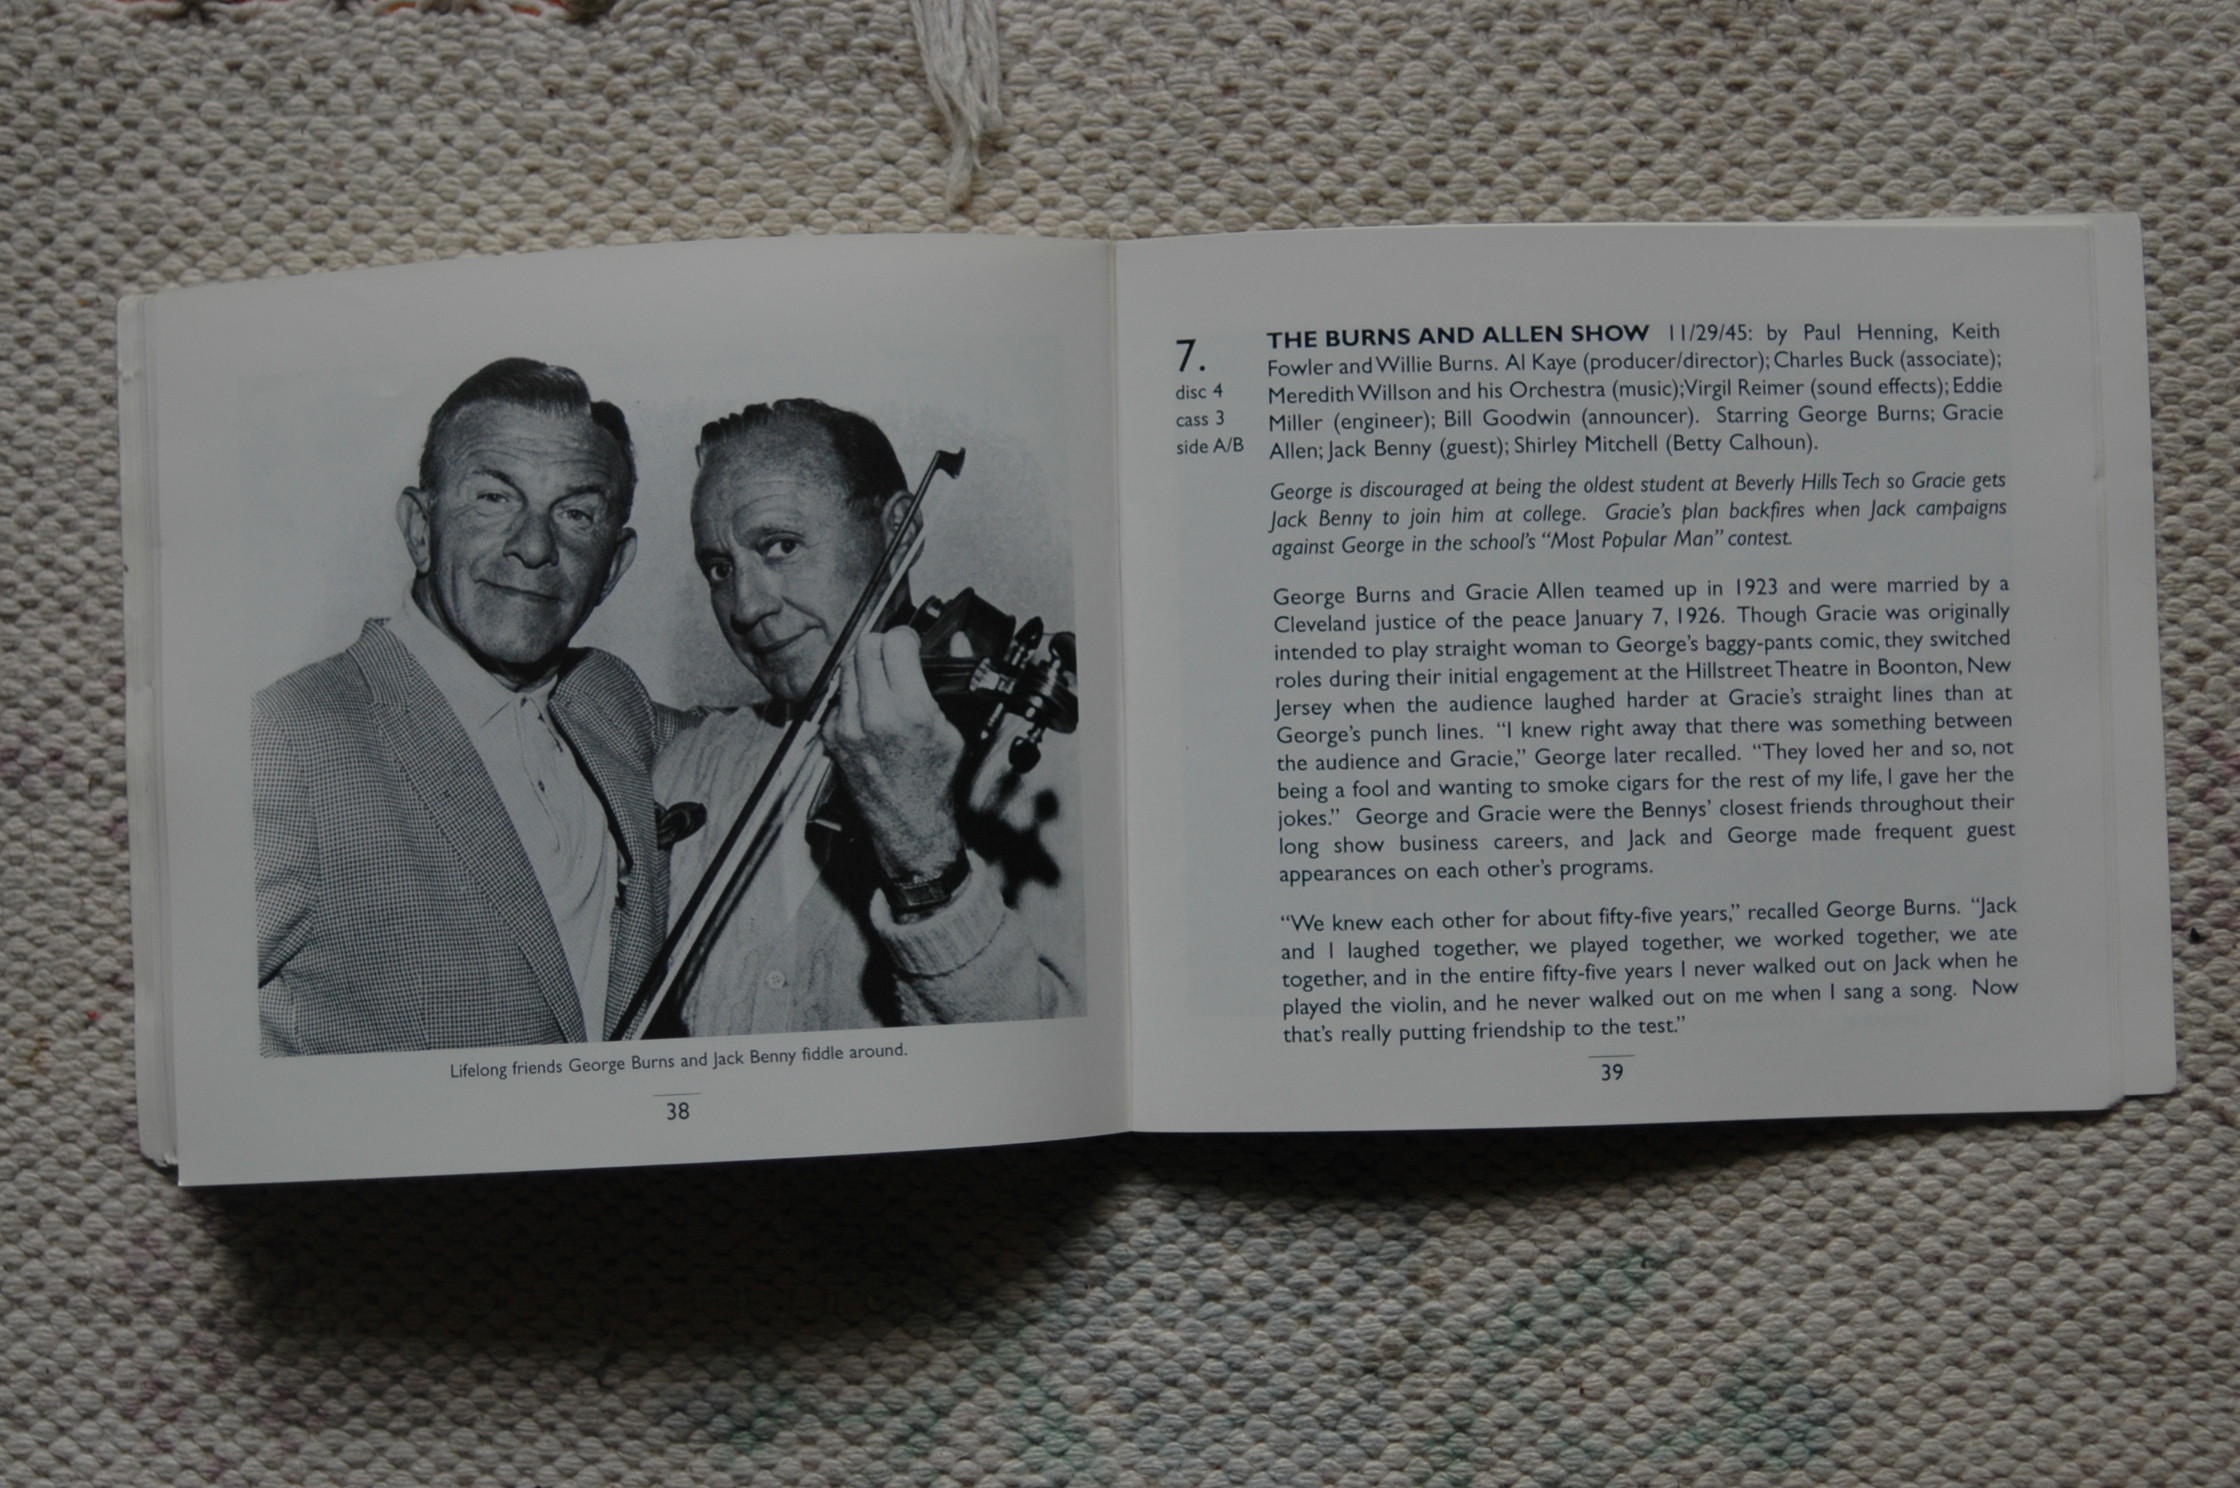 Lifelong friends George Burns and Jack Benny fiddle around.
38
7.
disc 4
cass 3
side A/B
THE BURNS AND ALLEN SHOW 11/29/45: by Paul Henning, Keith
Fowler and Willie Burns. Al Kaye (producer/director); Charles Buck (associate);
Meredith Willson and his Orchestra (music); Virgil Reimer (sound effects); Eddie
Miller (engineer); Bill Goodwin (announcer). Starring George Burns; Gracie
Allen; Jack Benny (guest); Shirley Mitchell (Betty Calhoun).
George is discouraged at being the oldest student at Beverly Hills Tech so Gracie gets
Jack Benny to join him at college. Gracie's plan backfires when Jack campaigns
against George in the school's “Most Popular Man” contest.
George Burns and Gracie Allen teamed up in 1923 and were married by a
Cleveland justice of the peace January 7, 1926. Though Gracie was originally
intended to play straight woman to George's baggy-pants comic, they switched
roles during their initial engagement at the Hillstreet Theatre in Boonton, New
Jersey when the audience laughed harder at Gracie's straight lines than at
George's punch lines. “I knew right away that there was something between
the audience and Gracie,” George later recalled. “They loved her and so, not
being a fool and wanting to smoke cigars for the rest of my life, I gave her the
jokes.” George and Gracie were the Bennys' closest friends throughout their
long show business careers, and Jack and George made frequent guest
appearances on each other's programs.
“We knew each other for about fifty-five years,” recalled George Burns. “Jack
and I laughed together, we played together, we worked together, we ate
together, and in the entire fifty-five years I never walked out on Jack when he
played the violin, and he never walked out on me when I sang a song. Now
that's really putting friendship to the test.”
39